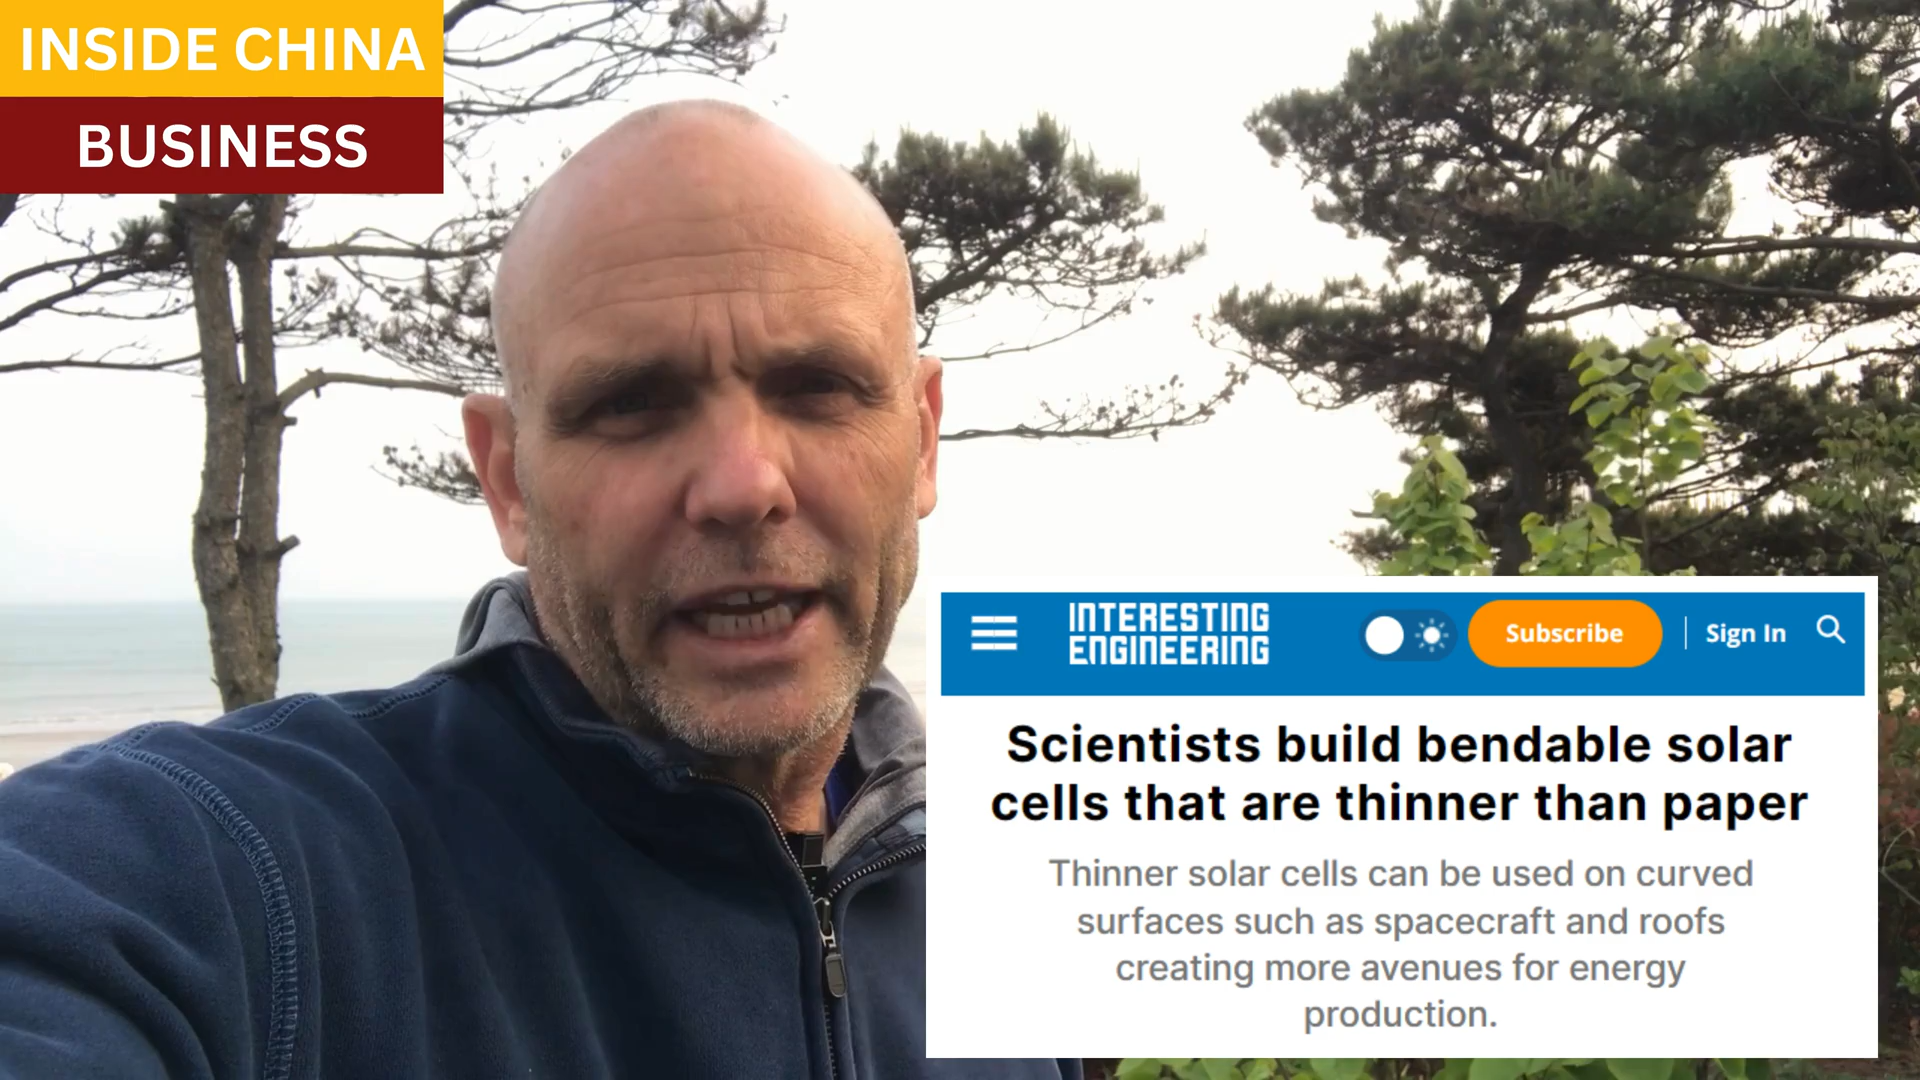 INSIDE CHINA
BUSINESS
INTERESTING
ENGINEERING
Subscribe
Sign In
Scientists build bendable solar
cells that are thinner than paper
Thinner solar cells can be used on curved
surfaces such as spacecraft and roofs
creating more avenues for energy
production.